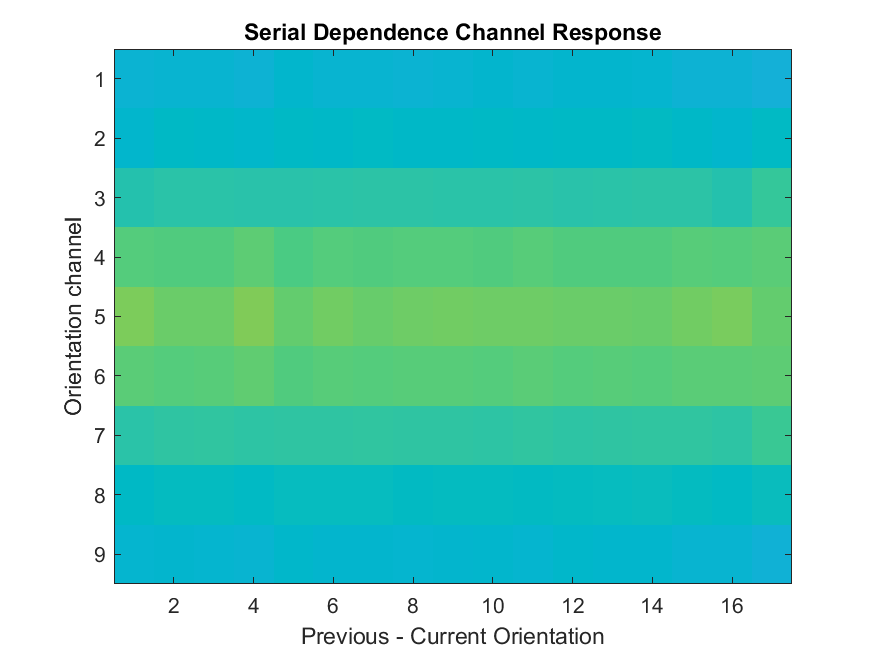 Serial Dependence Channel Response
1
2
3
4
5
6
7
8
9
Orientation channel
2 4 6 8 10 12 14 16
Previous - Current Orientation